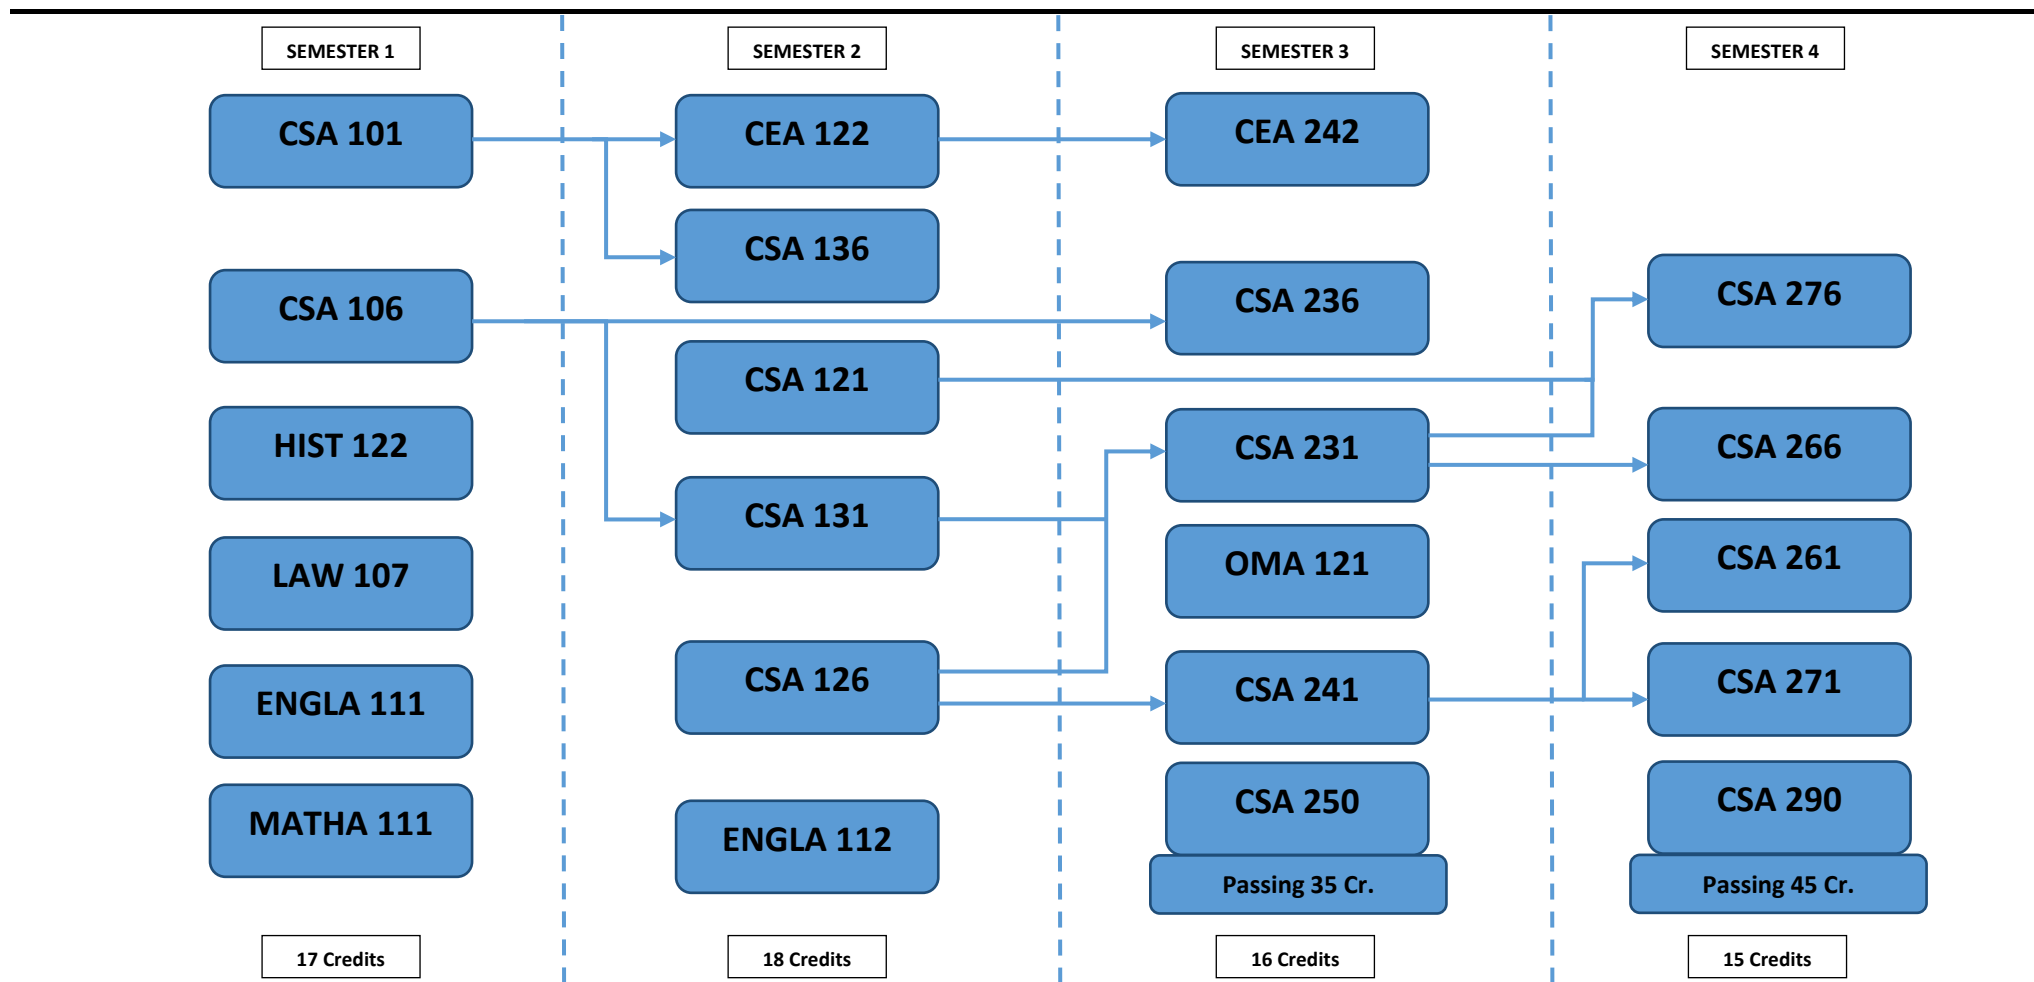 SEMESTER 1
SEMESTER 2
SEMESTER 3
SEMESTER 4
CSA 101
CEA 122
CEA 242
CSA 136
CSA 106
CSA 236
CSA 276
CSA 121
HIST 122
CSA 231
CSA 266
CSA 131
LAW 107
OMA 121
CSA 261
ENGLA 111
CSA 126
CSA 241
CSA 271
MATHA 111
ENGLA 112
CSA 250
CSA 290
Passing 35 Cr.
Passing 45 Cr.
17 Credits
18 Credits
16 Credits
15 Credits